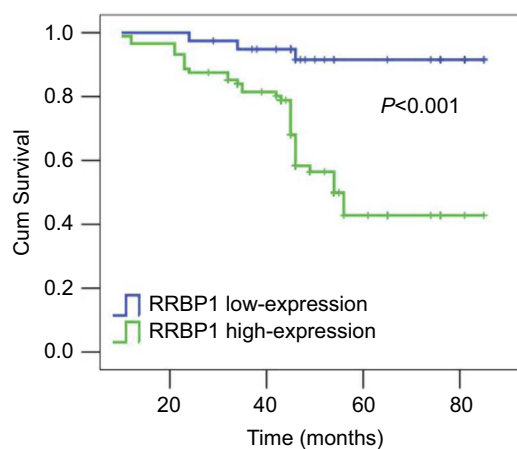 1.0
0.8
0.6
0.4
0.2
0.0
Cum Survival
P<0.001
RRBP1 low-expression
RRBP1 high-expression
20 40 60 80
Time (months)